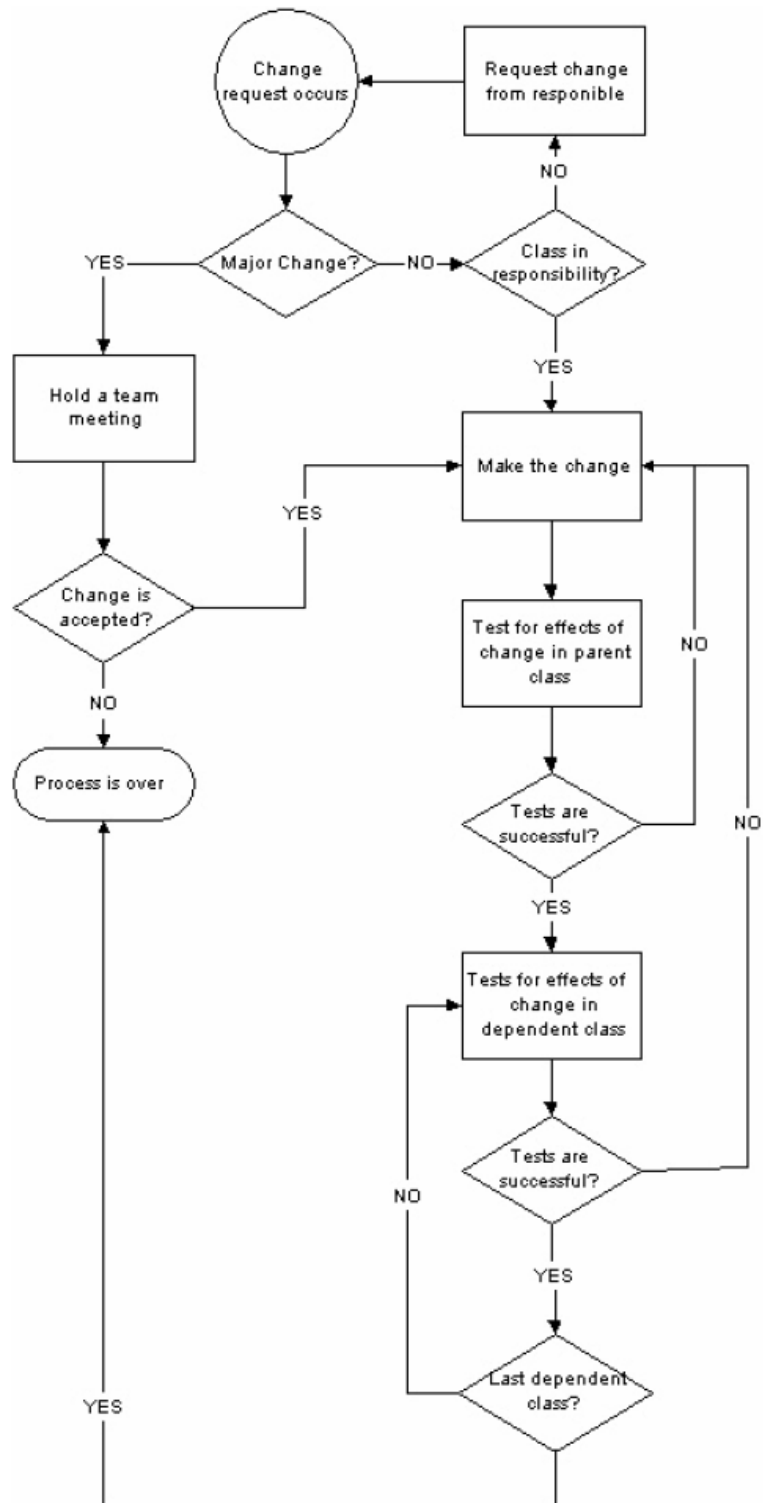 Change
request occurs
Request change
from responible
NO
YES
Major Change?
NO
Class in
responsibility?
YES
Hold a team
meeting
Make the change
YES
Change is
accepted?
Test for effects of
change in parent
class
NO
NO
Process is over
Tests are
successful?
NO
YES
Tests for effects of
change in
dependent class
Tests are
successful?
NO
YES
Last dependent
class?
YES